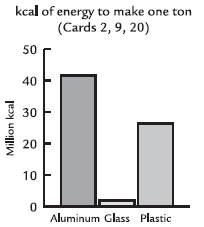 kcal of energy to make one ton
(Cards 2, 9, 20)
Million kcal
50
40
30
20
10
0
Aluminum Glass Plastic